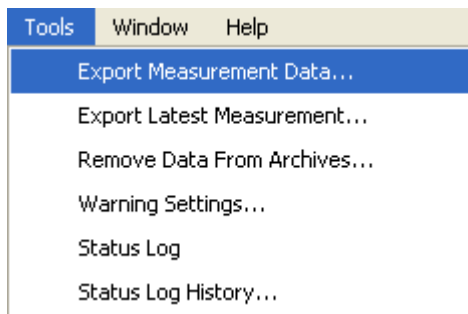 Tools Window Help
Export Measurement Data...
Export Latest Measurement...
Remove Data From Archives...
Warning Settings...
Status Log
Status Log History...